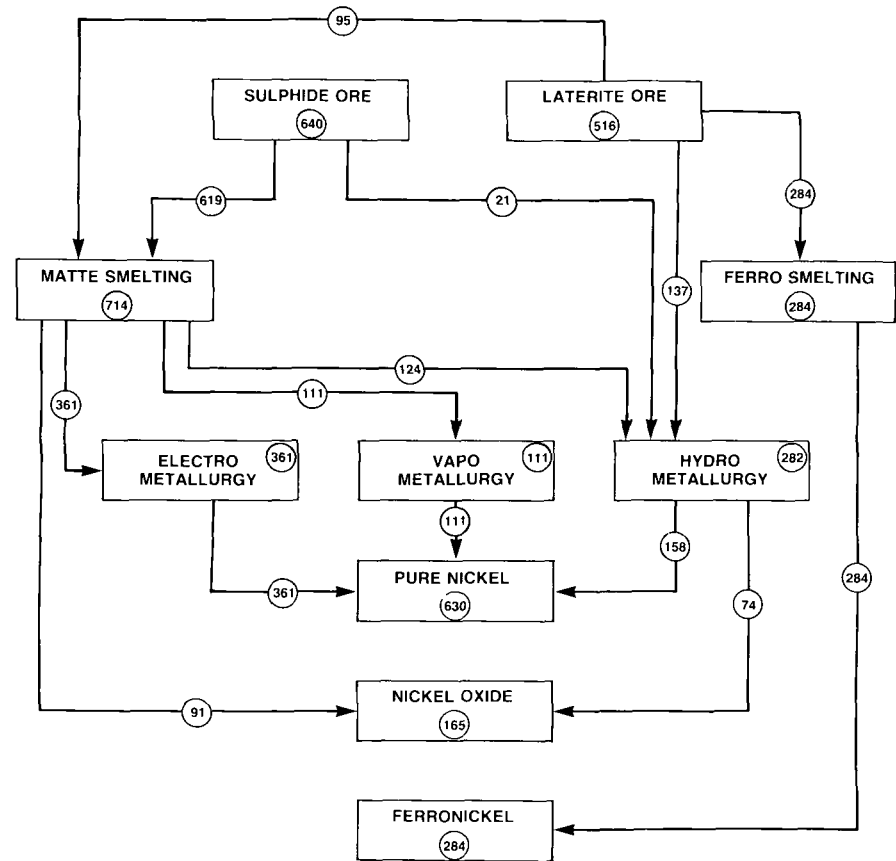 95
SULPHIDE ORE
640
LATERITE ORE
516
619
21
284
MATTE SMELTING
714
137
FERRO SMELTING
284
124
111
361
ELECTRO
METALLURGY
361
VAPO
METALLURGY
111
HYDRO
METALLURGY
282
111
158
PURE NICKEL
630
361
284
74
NICKEL OXIDE
165
91
FERRONICKEL
284